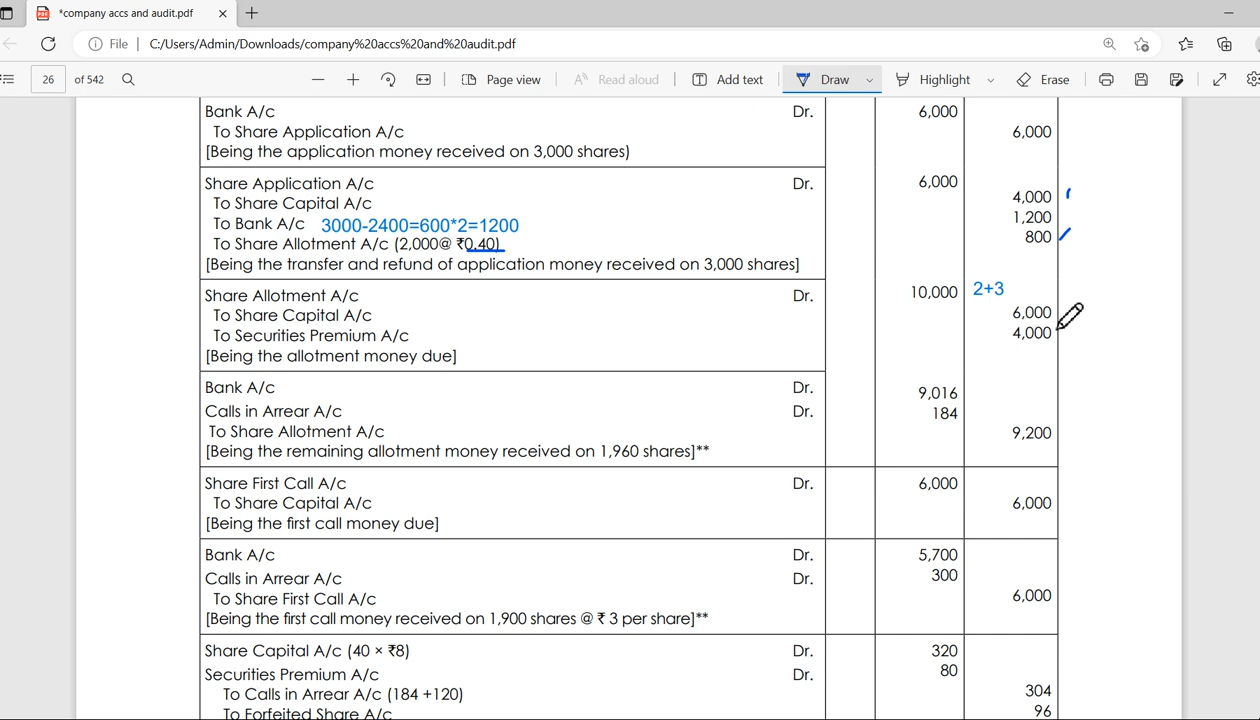 *company accs and audit.pdf
File | C:/Users/Admin/Downloads/company%20accs%20and%20audit.pdf
26 of 542 Page view Read aloud Add text Draw Highlight Erase
Bank A/c Dr. 6,000
To Share Application A/c 6,000
[Being the application money received on 3,000 shares)
Share Application A/c Dr. 6,000
To Share Capital A/c 4,000
To Bank A/c 3000-2400=600*2=1200 1,200
To Share Allotment A/c (2,000@ ₹0.40) 800
[Being the transfer and refund of application money received on 3,000 shares]
Share Allotment A/c Dr. 10,000 2+3
To Share Capital A/c 6,000
To Securities Premium A/c 4,000
[Being the allotment money due]
Bank A/c Dr. 9,016
Calls in Arrear A/c Dr. 184
To Share Allotment A/c 9,200
[Being the remaining allotment money received on 1,960 shares]**
Share First Call A/c Dr. 6,000
To Share Capital A/c 6,000
[Being the first call money due]
Bank A/c Dr. 5,700
Calls in Arrear A/c Dr. 300
To Share First Call A/c 6,000
[Being the first call money received on 1,900 shares @ ₹ 3 per share]**
Share Capital A/c (40 × ₹8) Dr. 320
Securities Premium A/c Dr. 80
To Calls in Arrear A/c (184 +120) 304
To Forfeited Share A/c 96